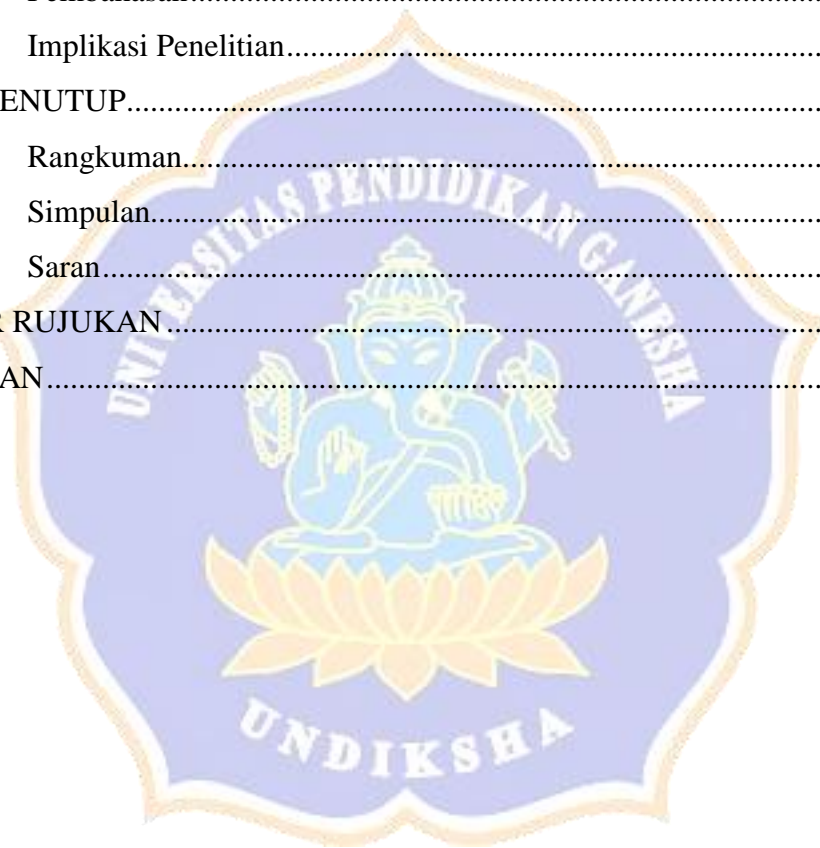 Implikasi Penelitian
ENUTUP
Rangkuman
Simpulan
Saran
RUJUKAN
AN
UNIVERSITAS PENDIDIKAN GANESHA
UNDIKSHA